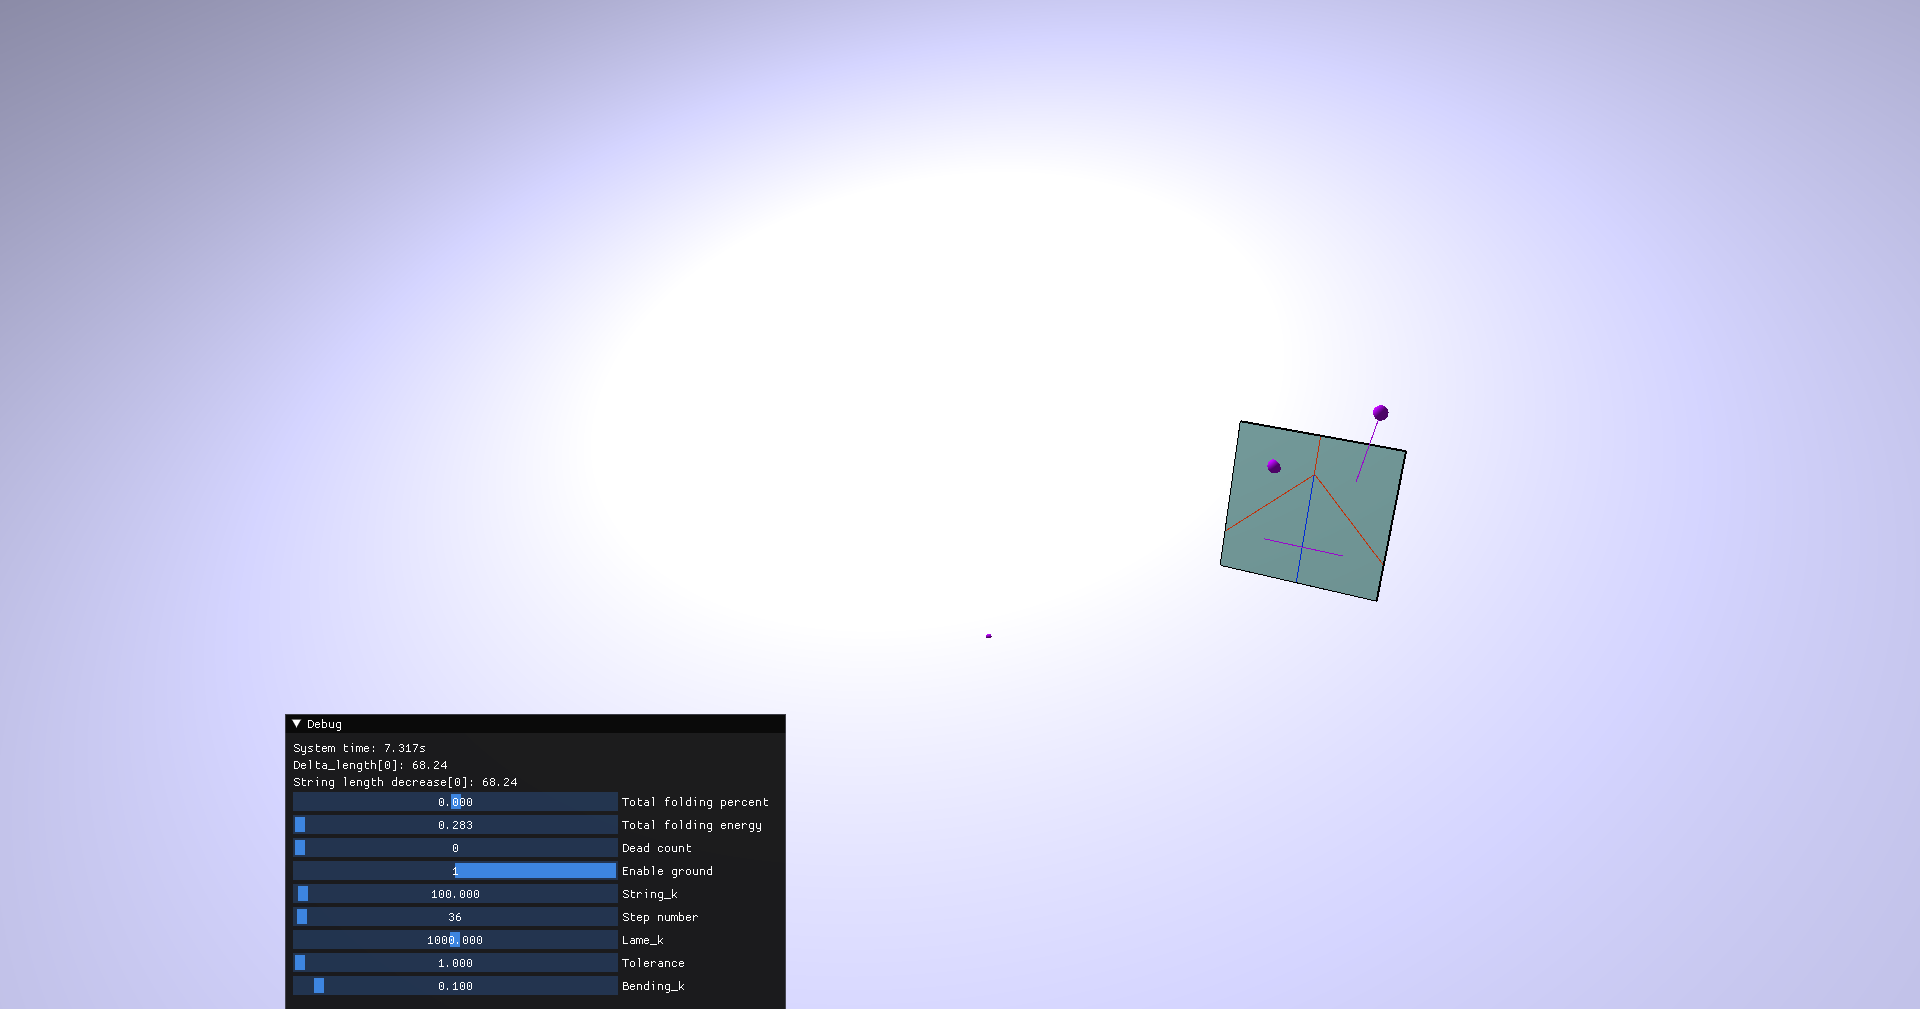 Debug
System time: 7.317s
Delta_length[0]: 68.24
String length decrease[0]: 68.24
0.000 Total folding percent
0.283 Total folding energy
0 Dead count
1 Enable ground
100.000 String_k
36 Step number
1000.000 Lame_k
1.000 Tolerance
0.100 Bending_k